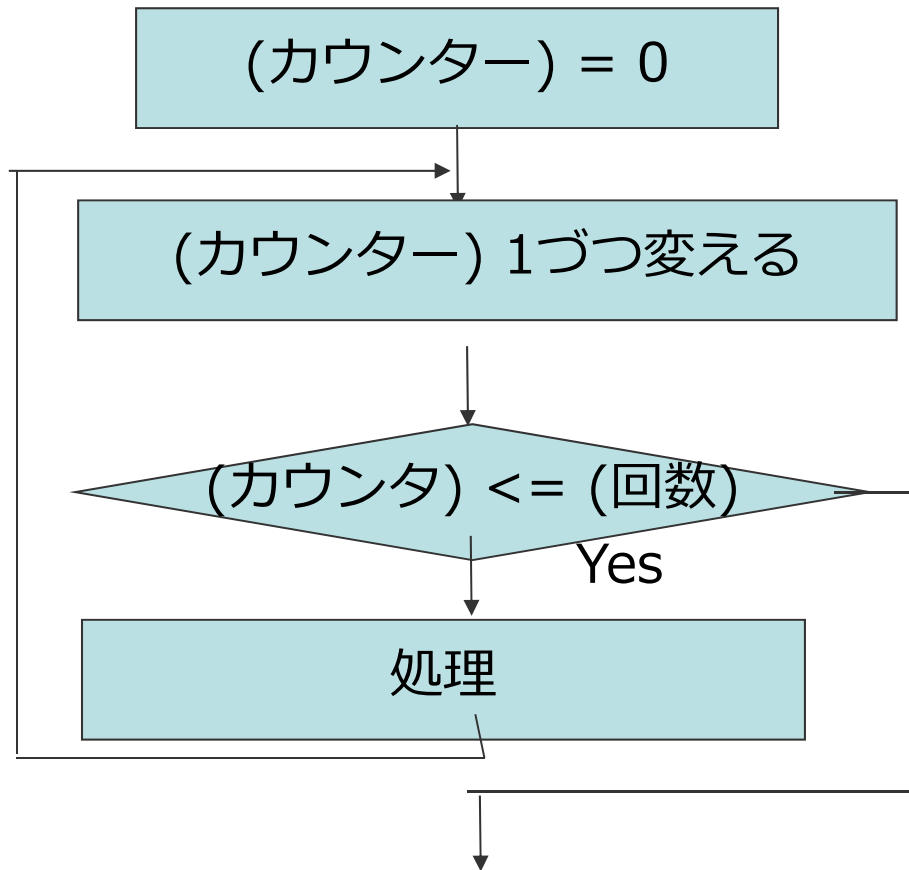 (カウンター) = 0
(カウンター) 1づつ変える
(カウンタ) <= (回数)
Yes
処理